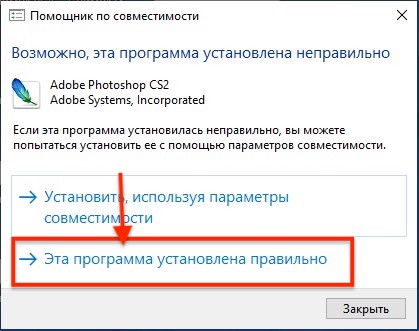 Помощник по совместимости
Возможно, эта программа установлена неправильно
Adobe Photoshop CS2
Adobe Systems, Incorporated
Если эта программа установилась неправильно, вы можете
попытаться установить ее с помощью параметров совместимости.
Установить, используя параметры
совместимости
Эта программа установлена правильно
Закрыть